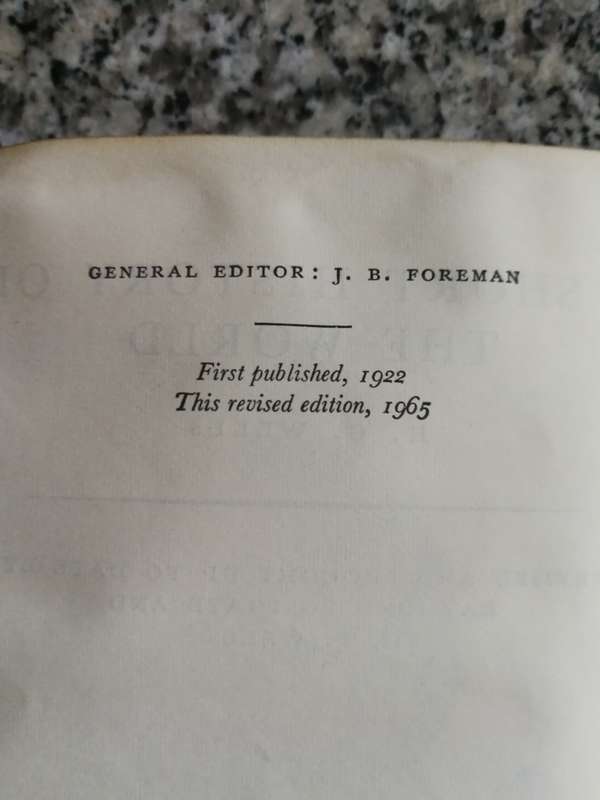 GENERAL EDITOR: J. B. FOREMAN
First published, 1922
This revised edition, 1965